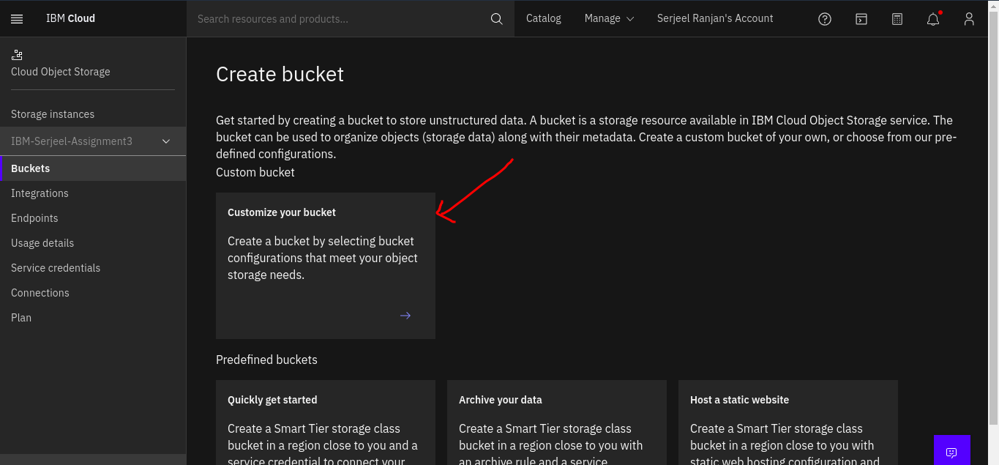 IBM Cloud
Search resources and products...
Catalog
Manage
Serjeel Ranjan's Account
Cloud Object Storage
Storage instances
IBM-Serjeel-Assignment3
Buckets
Integrations
Endpoints
Usage details
Service credentials
Connections
Plan
Create bucket
Get started by creating a bucket to store unstructured data. A bucket is a storage resource available in IBM Cloud Object Storage service. The
bucket can be used to organize objects (storage data) along with their metadata. Create a custom bucket of your own, or choose from our pre-
defined configurations.
Custom bucket
Customize your bucket
Create a bucket by selecting bucket
configurations that meet your object
storage needs.
Predefined buckets
Quickly get started
Create a Smart Tier storage class
bucket in a region close to you and a
service credential to connect your
Archive your data
Create a Smart Tier storage class
bucket in a region close to you with
an archive rule and a service
Host a static website
Create a Smart Tier storage class
bucket in a region close to you with
static web hosting configuration and